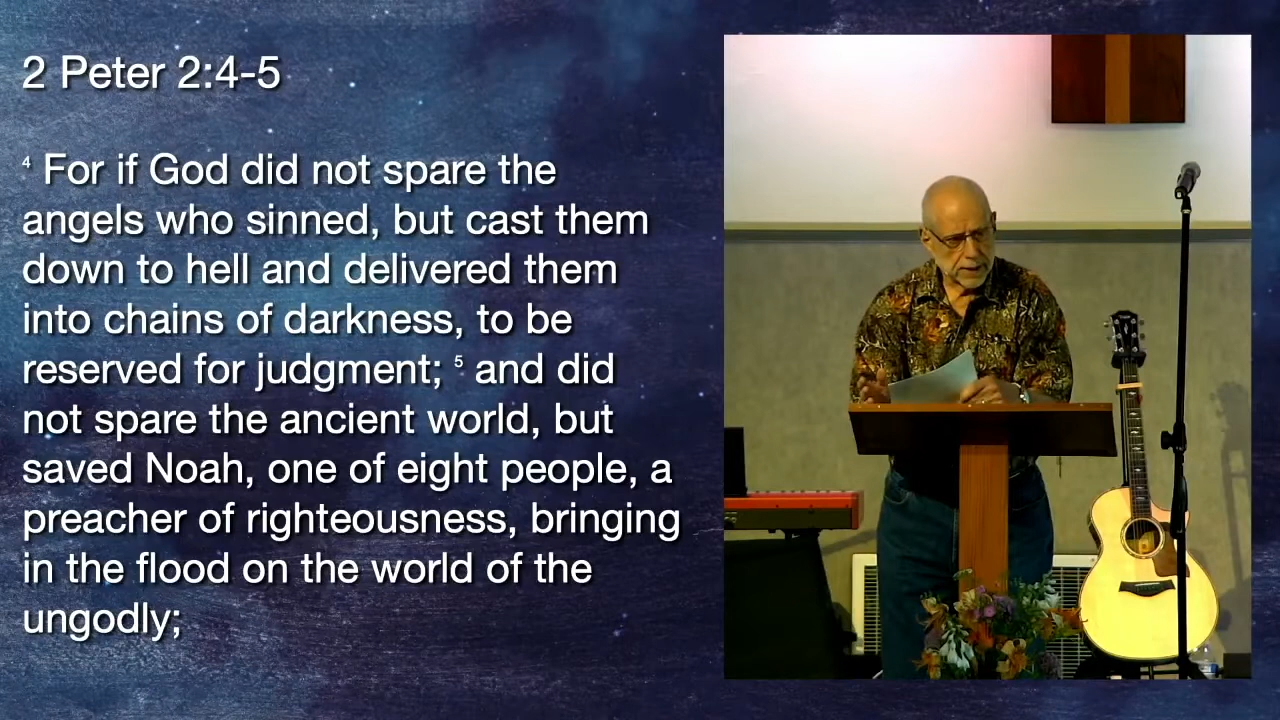 2 Peter 2:4-5
4 For if God did not spare the
angels who sinned, but cast them
down to hell and delivered them
into chains of darkness, to be
reserved for judgment; 5 and did
not spare the ancient world, but
saved Noah, one of eight people, a
preacher of righteousness, bringing
in the flood on the world of the
ungodly;